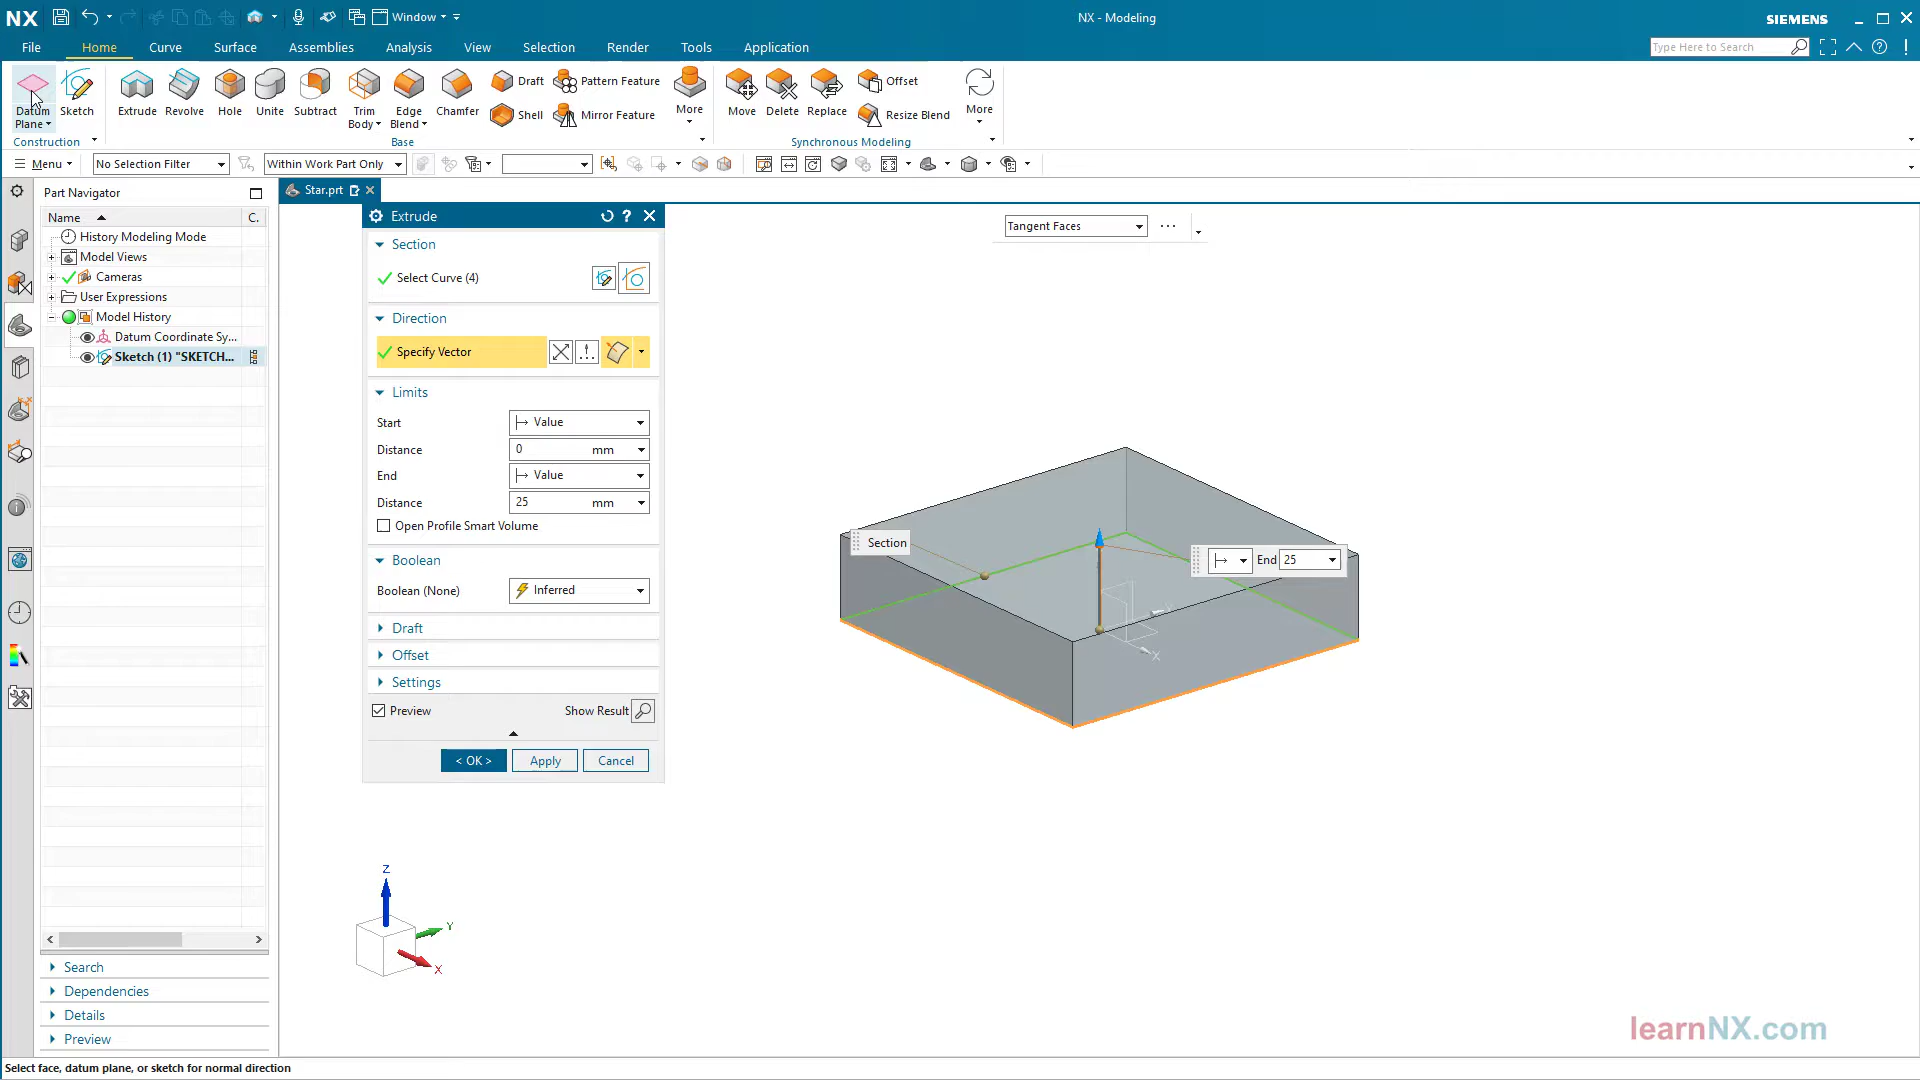 NX
Window
NX - Modeling
SIEMENS
File
Home
Curve
Surface
Assemblies
Analysis
View
Selection
Render
Tools
Application
Type Here to Search
Datum
Plane
Sketch
Extrude
Revolve
Hole
Unite
Subtract
Trim
Body
Edge
Blend
Chamfer
Draft
Shell
Pattern Feature
Mirror Feature
More
Move
Delete
Replace
Offset
Resize Blend
More
Construction
Base
Synchronous Modeling
Menu
No Selection Filter
Within Work Part Only
Part Navigator
Star.prt
Name
C.
History Modeling Mode
Model Views
Cameras
User Expressions
Model History
Datum Coordinate Sy...
Sketch (1) "SKETCH...
Search
Dependencies
Details
Preview
Extrude
Section
Select Curve (4)
Direction
Specify Vector
Limits
Start
Value
Distance
0 mm
End
Value
Distance
25 mm
Open Profile Smart Volume
Boolean
Boolean (None)
Inferred
Draft
Offset
Settings
Preview
Show Result
< OK >
Apply
Cancel
Tangent Faces
Section
End 25
X
Z
Y
X
learnNX.com
Select face, datum plane, or sketch for normal direction